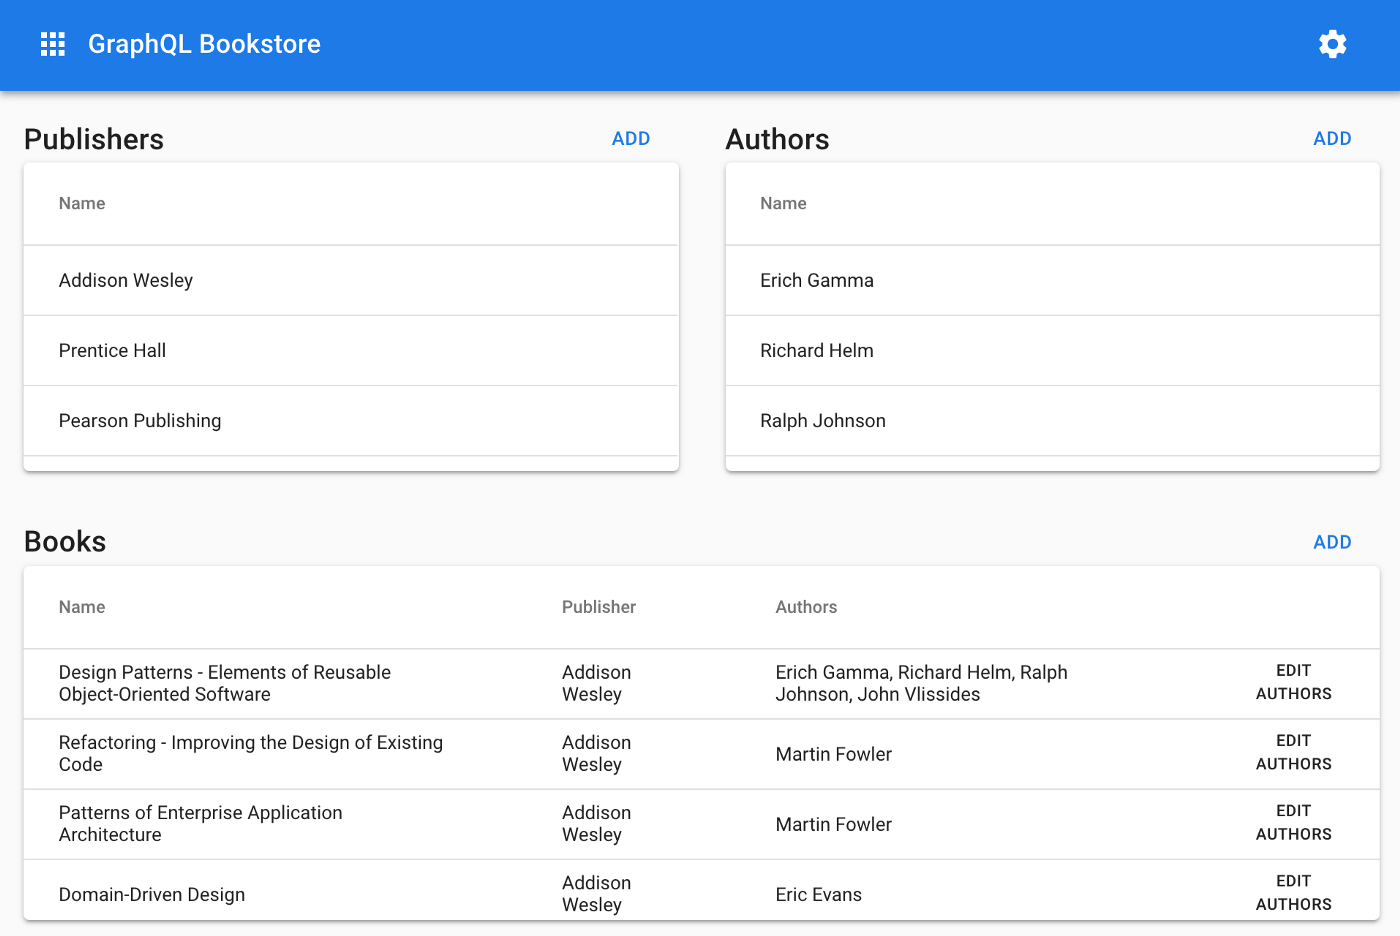 GraphQL Bookstore
Publishers
ADD
Name
Addison Wesley
Prentice Hall
Pearson Publishing
Authors
ADD
Name
Erich Gamma
Richard Helm
Ralph Johnson
Books
ADD
Name
Publisher
Authors
Design Patterns - Elements of Reusable
Object-Oriented Software
Addison
Wesley
Erich Gamma, Richard Helm, Ralph
Johnson, John Vlissides
EDIT
AUTHORS
Refactoring - Improving the Design of Existing
Code
Addison
Wesley
Martin Fowler
EDIT
AUTHORS
Patterns of Enterprise Application
Architecture
Addison
Wesley
Martin Fowler
EDIT
AUTHORS
Domain-Driven Design
Addison
Wesley
Eric Evans
EDIT
AUTHORS